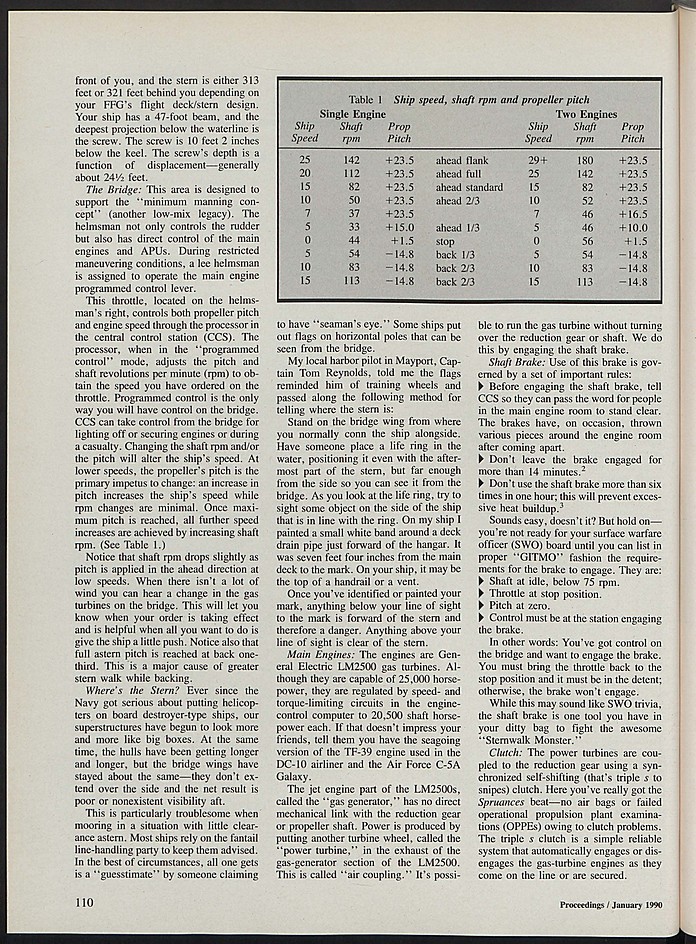 front of you, and the stern is either 313
feet or 321 feet behind you depending on
your FFG's flight deck/stern design.
Your ship has a 47-foot beam, and the
deepest projection below the waterline is
the screw. The screw is 10 feet 2 inches
below the keel. The screw's depth is a
function of displacement—generally
about 24½ feet.
The Bridge: This area is designed to
support the "minimum manning con-
cept" (another low-mix legacy). The
helmsman not only controls the rudder
but also has direct control of the main
engines and APUs. During restricted
maneuvering conditions, a lee helmsman
is assigned to operate the main engine
programmed control lever.
This throttle, located on the helms-
man's right, controls both propeller pitch
and engine speed through the processor in
the central control station (CCS). The
processor, when in the "programmed
control" mode, adjusts the pitch and
shaft revolutions per minute (rpm) to ob-
tain the speed you have ordered on the
throttle. Programmed control is the only
way you will have control on the bridge.
CCS can take control from the bridge for
lighting off or securing engines or during
a casualty. Changing the shaft rpm and/or
the pitch will alter the ship's speed. At
lower speeds, the propeller's pitch is the
primary impetus to change: an increase in
pitch increases the ship's speed while
rpm changes are minimal. Once maxi-
mum pitch is reached, all further speed
increases are achieved by increasing shaft
rpm. (See Table 1.)
Notice that shaft rpm drops slightly as
pitch is applied in the ahead direction at
low speeds. When there isn't a lot of
wind you can hear a change in the gas
turbines on the bridge. This will let you
know when your order is taking effect
and is helpful when all you want to do is
give the ship a little push. Notice also that
full astern pitch is reached at back one-
third. This is a major cause of greater
stern walk while backing.
Where's the Stern? Ever since the
Navy got serious about putting helicop-
ters on board destroyer-type ships, our
superstructures have begun to look more
and more like big boxes. At the same
time, the hulls have been getting longer
and longer, but the bridge wings have
stayed about the same—they don't ex-
tend over the side and the net result is
poor or nonexistent visibility aft.
This is particularly troublesome when
mooring in a situation with little clear-
ance astern. Most ships rely on the fantail
line-handling party to keep them advised.
In the best of circumstances, all one gets
is a "guesstimate" by someone claiming
Table 1 Ship speed, shaft rpm and propeller pitch
Single Engine Two Engines
Ship Shaft Prop Ship Shaft Prop
Speed rpm Pitch Speed rpm Pitch
25 142 +23.5 ahead flank 29+ 180 +23.5
20 112 +23.5 ahead full 25 142 +23.5
15 82 +23.5 ahead standard 15 82 +23.5
10 50 +23.5 ahead 2/3 10 52 +23.5
7 37 +23.5 7 46 +16.5
5 33 +15.0 ahead 1/3 5 46 +10.0
0 44 +1.5 stop 0 56 +1.5
5 54 −14.8 back 1/3 5 54 −14.8
10 83 −14.8 back 2/3 10 83 −14.8
15 113 −14.8 back 2/3 15 113 −14.8
to have "seaman's eye." Some ships put
out flags on horizontal poles that can be
seen from the bridge.
My local harbor pilot in Mayport, Cap-
tain Tom Reynolds, told me the flags
reminded him of training wheels and
passed along the following method for
telling where the stern is:
Stand on the bridge wing from where
you normally conn the ship alongside.
Have someone place a life ring in the
water, positioning it even with the after-
most part of the stern, but far enough
from the side so you can see it from the
bridge. As you look at the life ring, try to
sight some object on the side of the ship
that is in line with the ring. On my ship I
painted a small white band around a deck
drain pipe just forward of the hangar. It
was seven feet four inches from the main
deck to the mark. On your ship, it may be
the top of a handrail or a vent.
Once you've identified or painted your
mark, anything below your line of sight
to the mark is forward of the stern and
therefore a danger. Anything above your
line of sight is clear of the stern.
Main Engines: The engines are Gen-
eral Electric LM2500 gas turbines. Al-
though they are capable of 25,000 horse-
power, they are regulated by speed- and
torque-limiting circuits in the engine-
control computer to 20,500 shaft horse-
power each. If that doesn't impress your
friends, tell them you have the seagoing
version of the TF-39 engine used in the
DC-10 airliner and the Air Force C-5A
Galaxy.
The jet engine part of the LM2500s,
called the "gas generator," has no direct
mechanical link with the reduction gear
or propeller shaft. Power is produced by
putting another turbine wheel, called the
"power turbine," in the exhaust of the
gas-generator section of the LM2500.
This is called "air coupling." It's possi-
ble to run the gas turbine without turning
over the reduction gear or shaft. We do
this by engaging the shaft brake.
Shaft Brake: Use of this brake is gov-
erned by a set of important rules:
▶ Before engaging the shaft brake, tell
CCS so they can pass the word for people
in the main engine room to stand clear.
The brakes have, on occasion, thrown
various pieces around the engine room
after coming apart.
▶ Don't leave the brake engaged for
more than 14 minutes.²
▶ Don't use the shaft brake more than six
times in one hour; this will prevent exces-
sive heat buildup.³
Sounds easy, doesn't it? But hold on—
you're not ready for your surface warfare
officer (SWO) board until you can list in
proper "GITMO" fashion the require-
ments for the brake to engage. They are:
▶ Shaft at idle, below 75 rpm.
▶ Throttle at stop position.
▶ Pitch at zero.
▶ Control must be at the station engaging
the brake.
In other words: You've got control on
the bridge and want to engage the brake.
You must bring the throttle back to the
stop position and it must be in the detent;
otherwise, the brake won't engage.
While this may sound like SWO trivia,
the shaft brake is one tool you have in
your ditty bag to fight the awesome
"Sternwalk Monster."
Clutch: The power turbines are cou-
pled to the reduction gear using a syn-
chronized self-shifting (that's triple s to
snipes) clutch. Here you've really got the
Spruances beat—no air bags or failed
operational propulsion plant examina-
tions (OPPEs) owing to clutch problems.
The triple s clutch is a simple reliable
system that automatically engages or dis-
engages the gas-turbine engines as they
come on the line or are secured.
110
Proceedings / January 1990